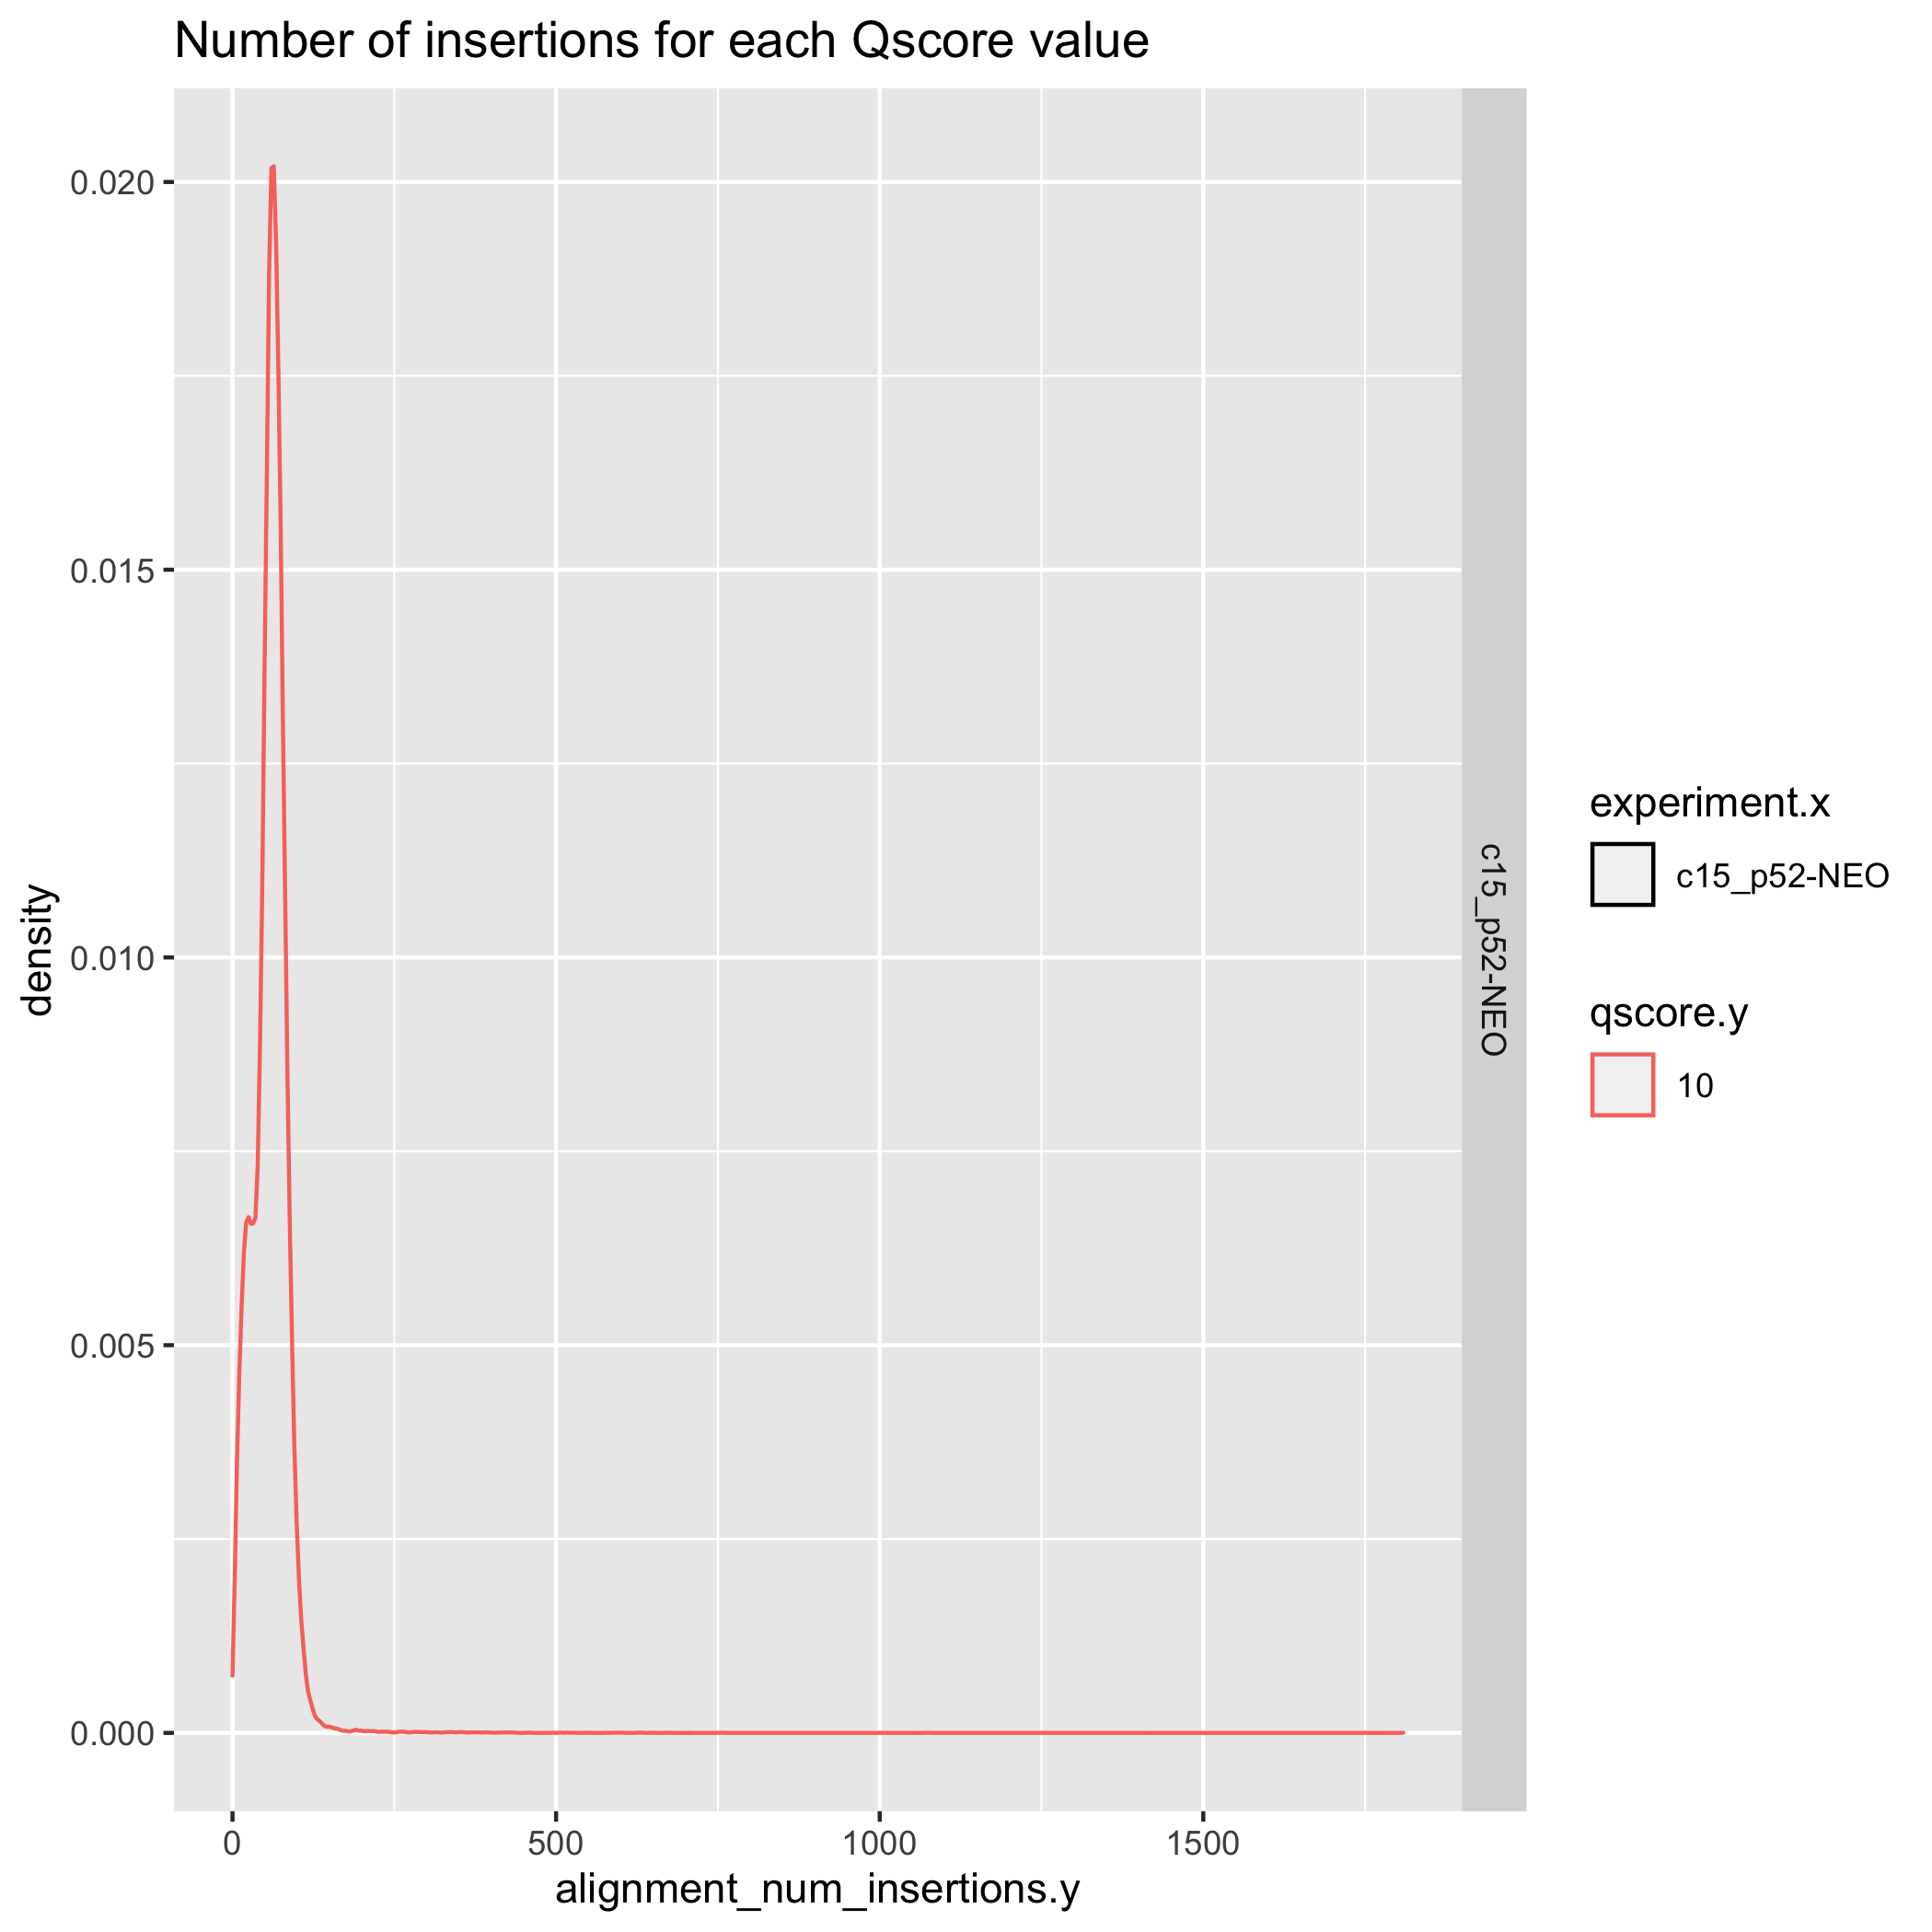 Number of insertions for each Qscore value
density
0.020
0.015
0.010
0.005
0.000
0
500
1000
1500
alignment_num_insertions.y
c15_p52-NEO
experiment.x
c15_p52-NEO
qscore.y
10